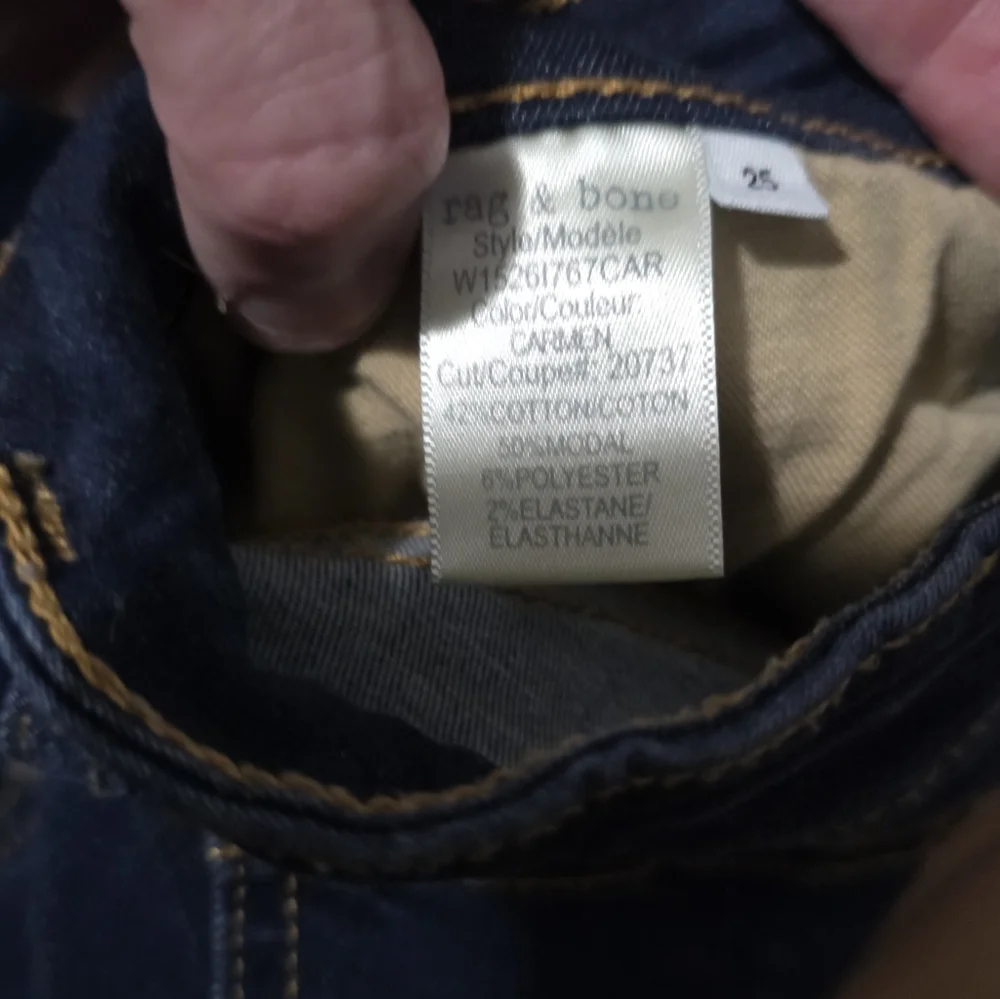 rag & bone
25
Style/Modèle
W1526I767CAR
Color/Couleur:
CARMEN
Cut/Coupe#: 20737
42%COTTON/COTON
50%MODAL
6%POLYESTER
2%ELASTANE/
ELASTHANNE